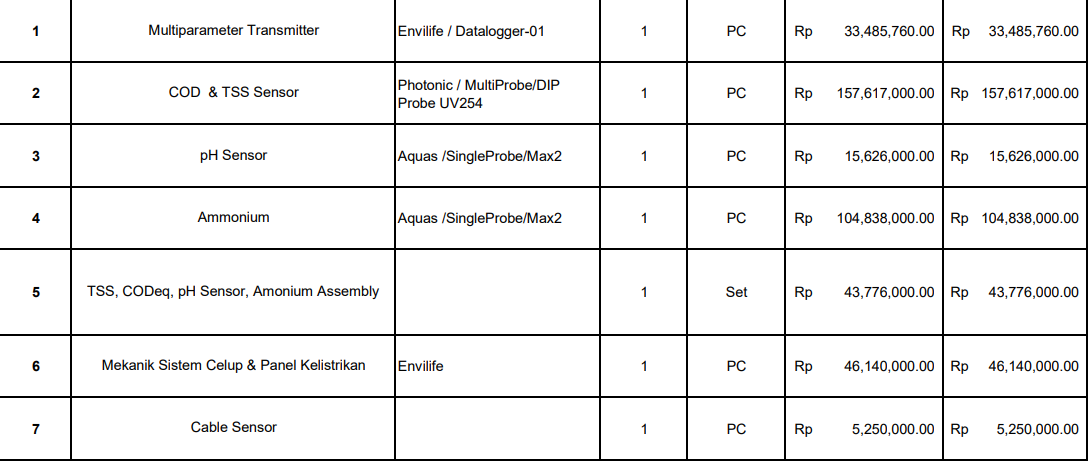 1 Multiparameter Transmitter Envilife / Datalogger-01 1 PC Rp 33,485,760.00 Rp 33,485,760.00
2 COD & TSS Sensor Photonic / MultiProbe/DIP Probe UV254 1 PC Rp 157,617,000.00 Rp 157,617,000.00
3 pH Sensor Aquas /SingleProbe/Max2 1 PC Rp 15,626,000.00 Rp 15,626,000.00
4 Ammonium Aquas /SingleProbe/Max2 1 PC Rp 104,838,000.00 Rp 104,838,000.00
5 TSS, CODeq, pH Sensor, Amonium Assembly 1 Set Rp 43,776,000.00 Rp 43,776,000.00
6 Mekanik Sistem Celup & Panel Kelistrikan Envilife 1 PC Rp 46,140,000.00 Rp 46,140,000.00
7 Cable Sensor 1 PC Rp 5,250,000.00 Rp 5,250,000.00